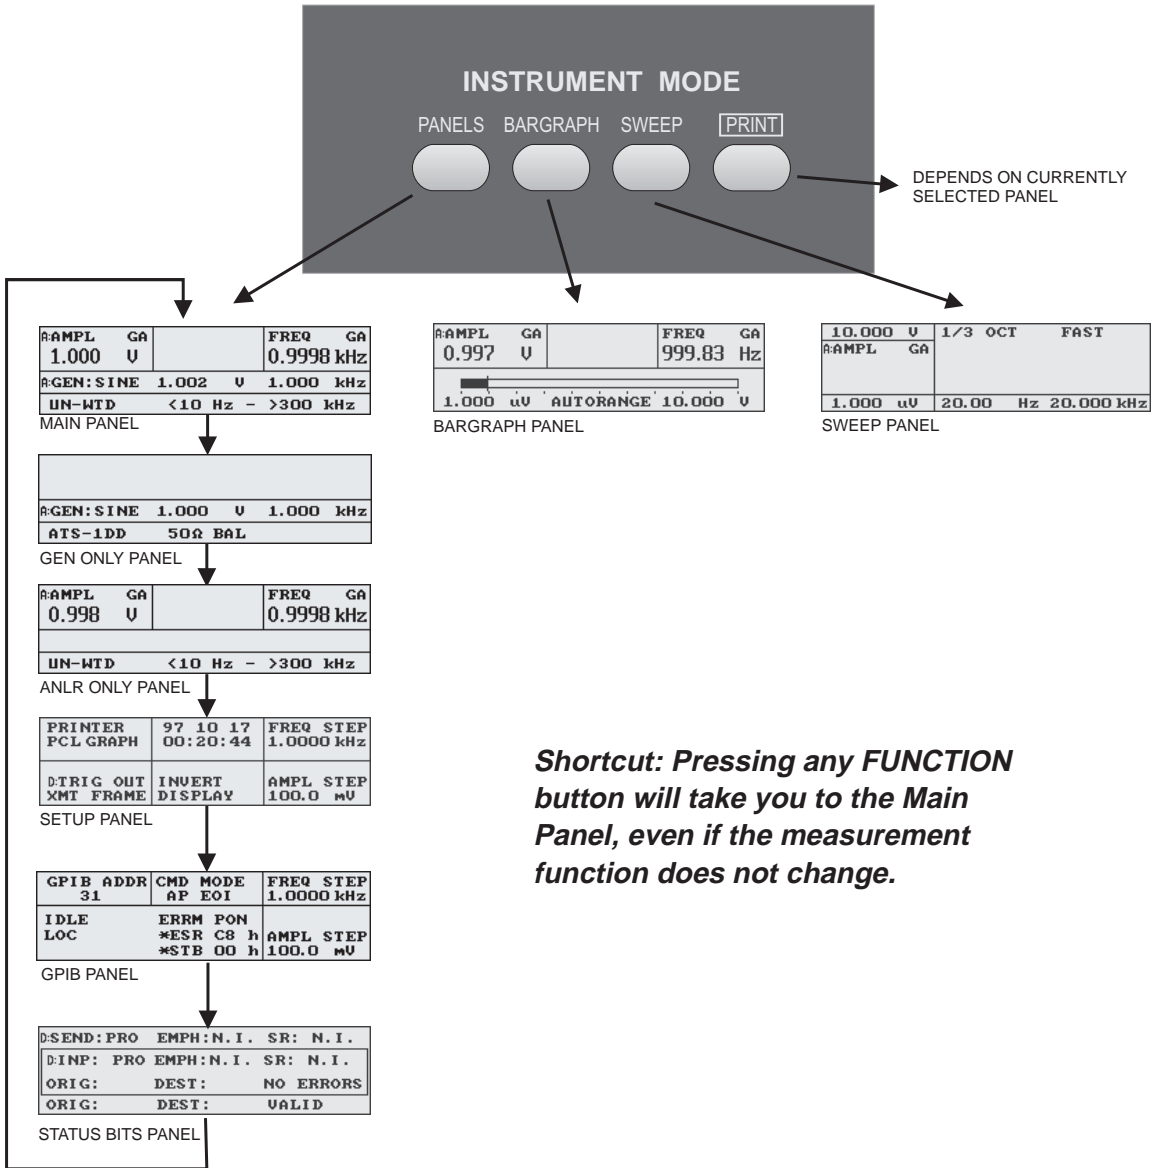 INSTRUMENT MODE
PANELS BARGRAPH SWEEP PRINT
DEPENDS ON CURRENTLY
SELECTED PANEL
A:AMPL GA FREQ GA
1.000 V 0.9998 kHz
A:GEN:SINE 1.002 V 1.000 kHz
UN-WTD <10 Hz - >300 kHz
MAIN PANEL
A:AMPL GA FREQ GA
0.997 V 999.83 Hz
1.000 uV AUTORANGE 10.000 V
BARGRAPH PANEL
10.000 V 1/3 OCT FAST
A:AMPL GA
1.000 uV 20.00 Hz 20.000 kHz
SWEEP PANEL
A:GEN:SINE 1.000 V 1.000 kHz
ATS-1DD 50Ω BAL
GEN ONLY PANEL
A:AMPL GA FREQ GA
0.998 V 0.9998 kHz
UN-WTD <10 Hz - >300 kHz
ANLR ONLY PANEL
PRINTER 97 10 17 FREQ STEP
PCL GRAPH 00:20:44 1.0000 kHz
D:TRIG OUT INVERT AMPL STEP
XMT FRAME DISPLAY 100.0 mV
SETUP PANEL
Shortcut: Pressing any FUNCTION
button will take you to the Main
Panel, even if the measurement
function does not change.
GPIB ADDR CMD MODE FREQ STEP
31 AP EOI 1.0000 kHz
IDLE ERRM PON
LOC *ESR C8 h AMPL STEP
*STB 00 h 100.0 mV
GPIB PANEL
D:SEND:PRO EMPH:N.I. SR: N.I.
D:INP: PRO EMPH:N.I. SR: N.I.
ORIG: DEST: NO ERRORS
ORIG: DEST: VALID
STATUS BITS PANEL